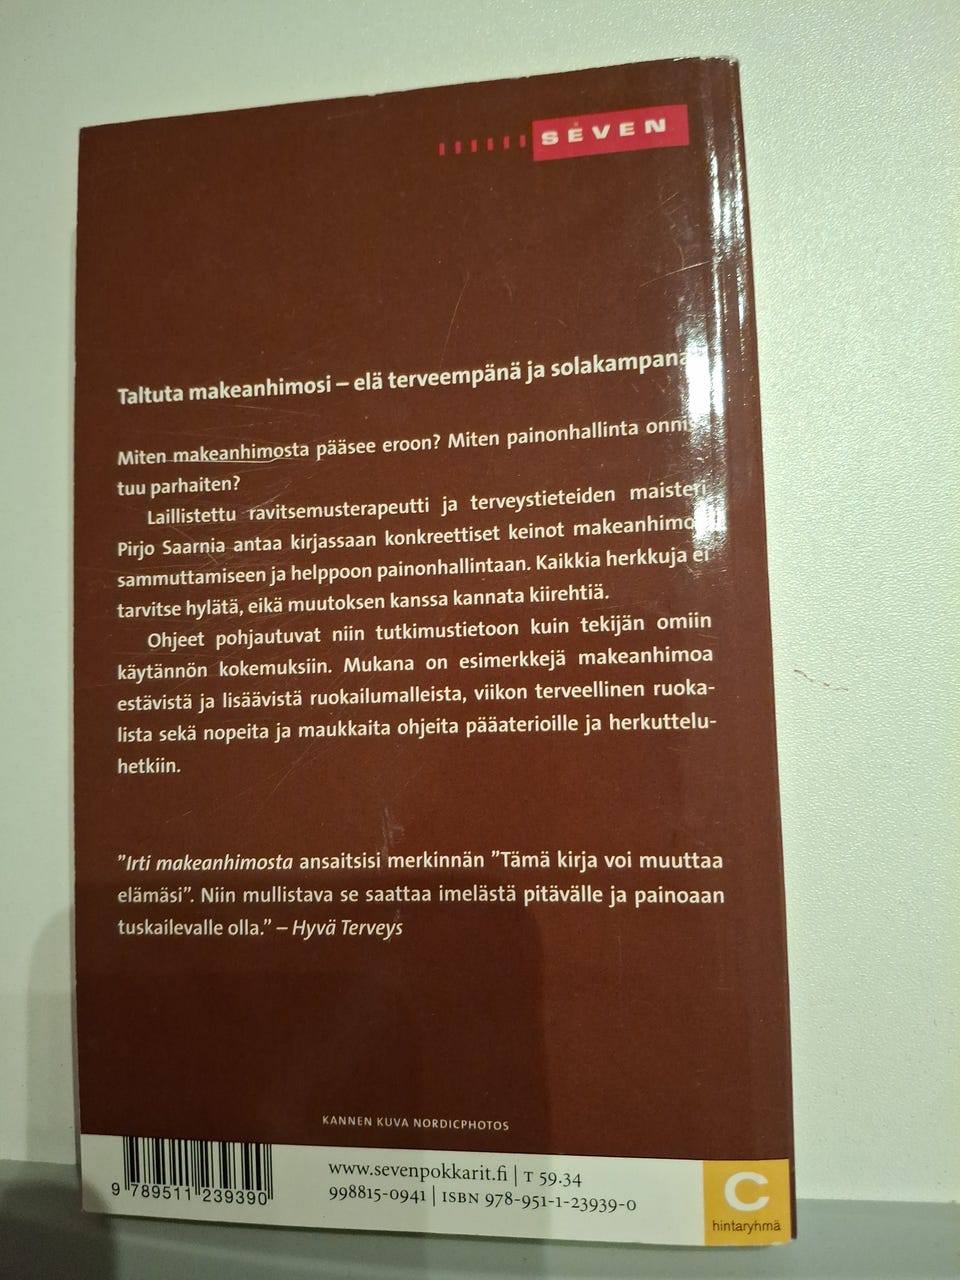 SEVEN
Taltuta makeanhimosi – elä terveempänä ja solakampana
Miten makeanhimosta pääsee eroon? Miten painonhallinta onnis-
tuu parhaiten?
Laillistettu ravitsemusterapeutti ja terveystieteiden maisteri
Pirjo Saarnia antaa kirjassaan konkreettiset keinot makeanhimon
sammuttamiseen ja helppoon painonhallintaan. Kaikkia herkkuja ei
tarvitse hylätä, eikä muutoksen kanssa kannata kiirehtiä.
Ohjeet pohjautuvat niin tutkimustietoon kuin tekijän omiin
käytännön kokemuksiin. Mukana on esimerkkejä makeanhimoa
estävistä ja lisäävistä ruokailumalleista, viikon terveellinen ruoka-
lista sekä nopeita ja maukkaita ohjeita pääaterioille ja herkuttelu-
hetkiin.
"Irti makeanhimosta ansaitsisi merkinnän "Tämä kirja voi muuttaa
elämäsi". Niin mullistava se saattaa imelästä pitävälle ja painoaan
tuskailevalle olla." – Hyvä Terveys
KANNEN KUVA NORDICPHOTOS
9 789511 239390
www.sevenpokkarit.fi | T 59.34
998815-0941 | ISBN 978-951-1-23939-0
C
hintaryhmä